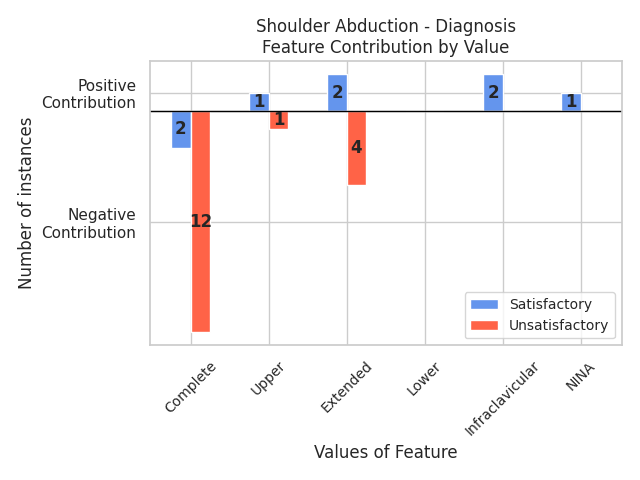 Shoulder Abduction - Diagnosis
Feature Contribution by Value
Positive
Contribution
Negative
Contribution
Number of instances
2
12
1
1
2
4
2
1
Satisfactory
Unsatisfactory
Complete
Upper
Extended
Lower
Infraclavicular
NINA
Values of Feature